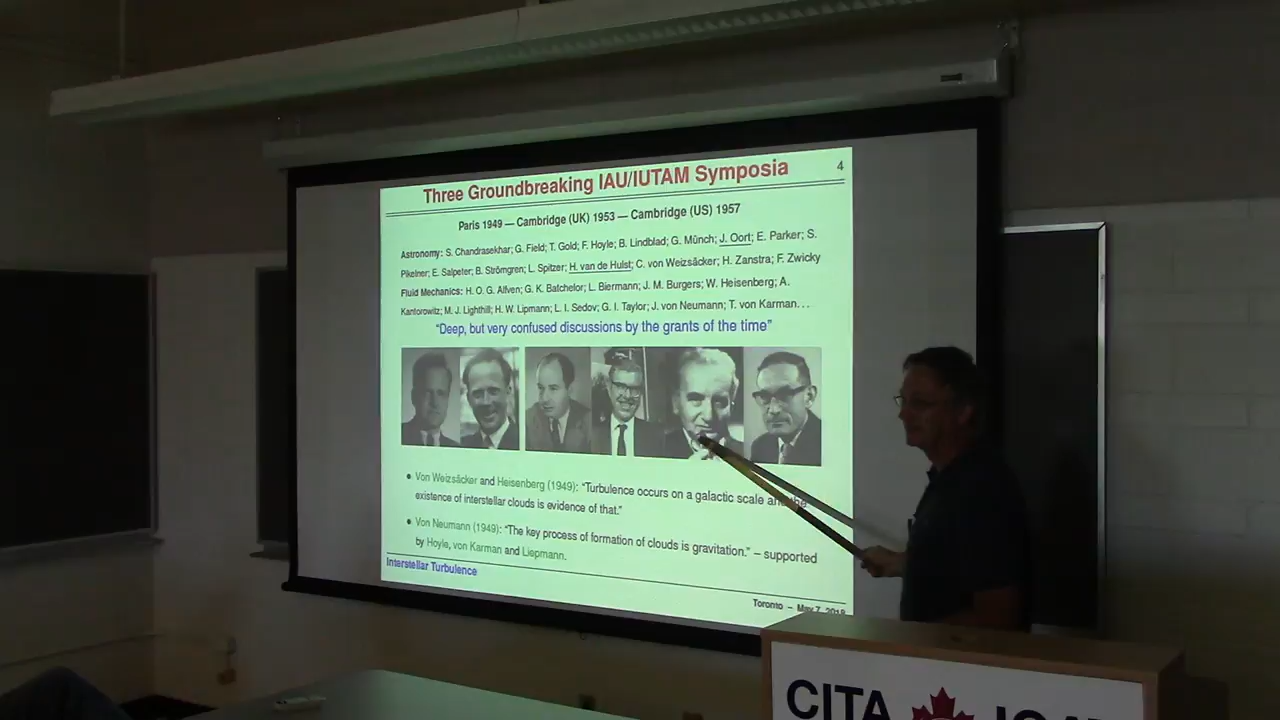 Three Groundbreaking IAU/IUTAM Symposia
4
Paris 1949 — Cambridge (UK) 1953 — Cambridge (US) 1957
Astronomy: S. Chandrasekhar; G. Field; T. Gold; F. Hoyle; B. Lindblad; G. Münch; J. Oort; E. Parker; S.
Pikelner; E. Salpeter; B. Strömgren; L. Spitzer; H. van de Hulst; C. von Weizsäcker; H. Zanstra; F. Zwicky
Fluid Mechanics: H. O. G. Alfven; G. K. Batchelor; L. Biermann; J. M. Burgers; W. Heisenberg; A.
Kantorowitz; M. J. Lighthill; H. W. Lipmann; L. I. Sedov; G. I. Taylor; J. von Neumann; T. von Karman...
"Deep, but very confused discussions by the grants of the time"
• Von Weizsäcker and Heisenberg (1949): "Turbulence occurs on a galactic scale and the
existence of interstellar clouds is evidence of that."
• Von Neumann (1949): "The key process of formation of clouds is gravitation." – supported
by Hoyle, von Karman and Liepmann.
Interstellar Turbulence
Toronto – May 7, 2018
CITA